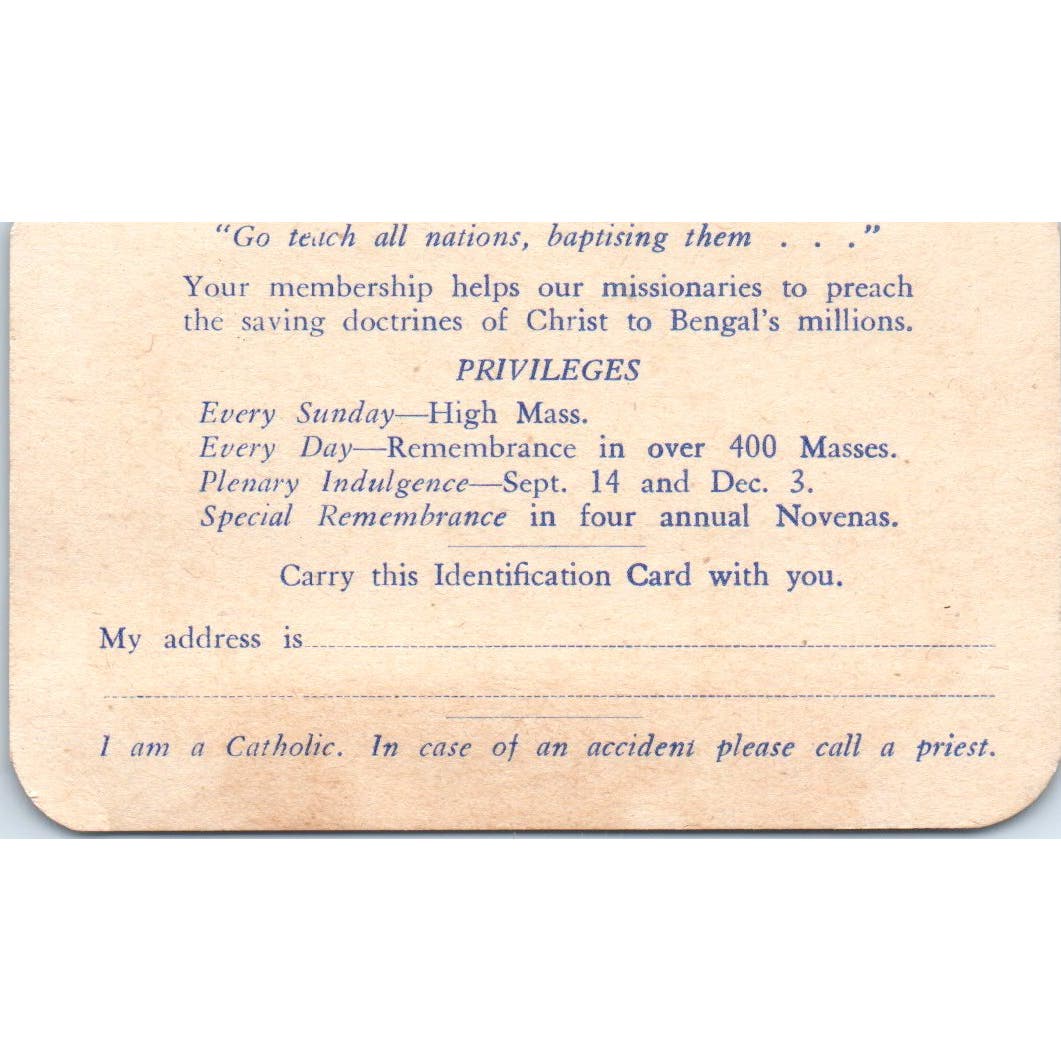 "Go teach all nations, baptising them . . ."
Your membership helps our missionaries to preach
the saving doctrines of Christ to Bengal's millions.
PRIVILEGES
Every Sunday—High Mass.
Every Day—Remembrance in over 400 Masses.
Plenary Indulgence—Sept. 14 and Dec. 3.
Special Remembrance in four annual Novenas.
Carry this Identification Card with you.
My address is
I am a Catholic. In case of an accident please call a priest.